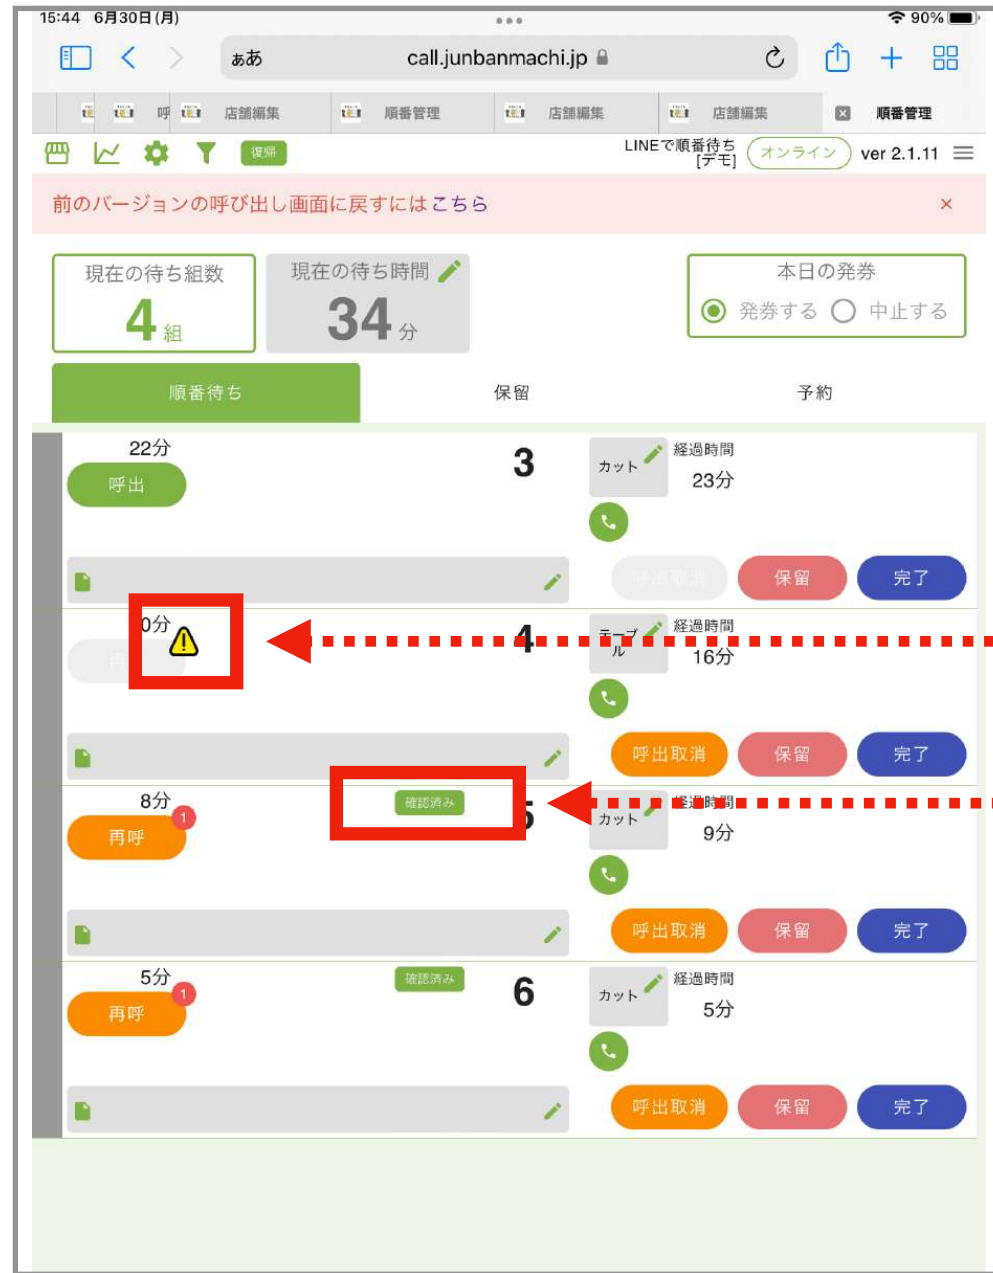 15:44 6月30日(月)
90%
ぁあ
call.junbanmachi.jp
呼
店舗編集
順番管理
店舗編集
店舗編集
順番管理
復帰
LINEで順番待ち
[デモ]
オンライン
ver 2.1.11
前のバージョンの呼び出し画面に戻すにはこちら
×
現在の待ち組数
4組
現在の待ち時間
34分
本日の発券
発券する
中止する
順番待ち
保留
予約
22分
呼出
3
カット
経過時間
23分
呼出取消
保留
完了
0分
再
4
テーブ
ル
経過時間
16分
呼出取消
保留
完了
8分
1
再呼
確認済み
5
カット
経過時間
9分
呼出取消
保留
完了
5分
1
再呼
確認済み
6
カット
経過時間
5分
呼出取消
保留
完了